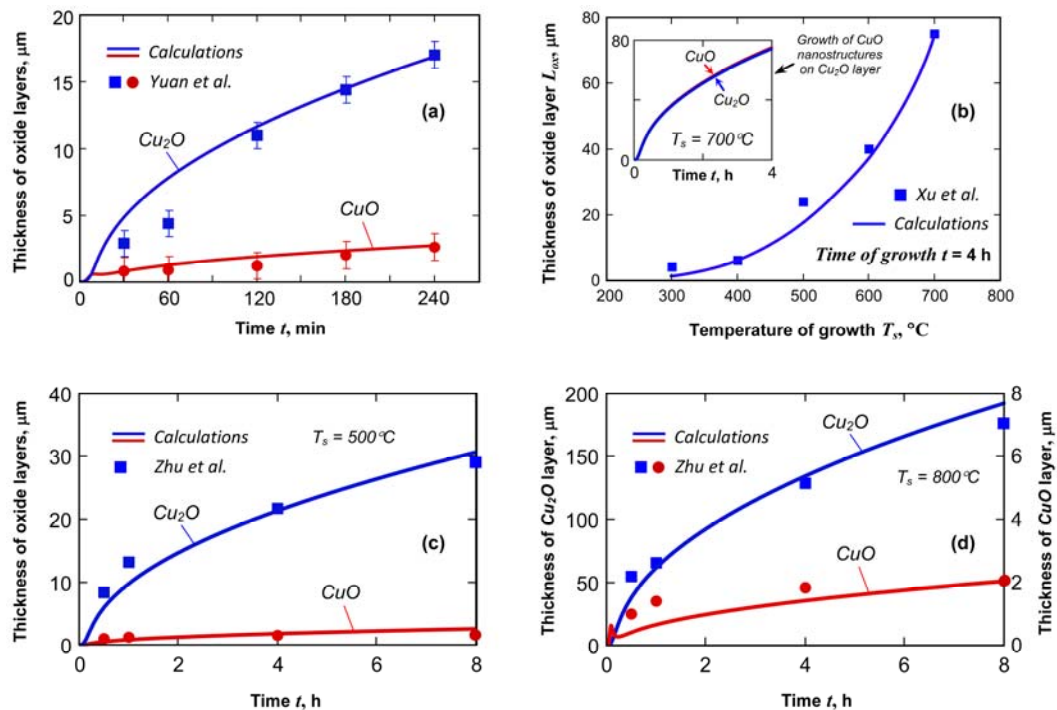 Thickness of oxide layers, μm
20
15
10
5
0
Calculations
Yuan et al.
(a)
Cu₂O
CuO
0 60 120 180 240
Time t, min
Thickness of oxide layer Lox, μm
80
60
40
20
0
80
0
CuO
Cu₂O
Ts = 700°C
0 4
Time t, h
Growth of CuO
nanostructures
on Cu₂O layer
(b)
Xu et al.
Calculations
Time of growth t = 4 h
200 300 400 500 600 700 800
Temperature of growth Ts, °C
Thickness of oxide layers, μm
40
30
20
10
0
Calculations
Zhu et al.
Ts = 500°C
Cu₂O
(c)
CuO
0 2 4 6 8
Time t, h
Thickness of Cu₂O layer, μm
200
150
100
50
0
Calculations
Zhu et al.
Cu₂O
Ts = 800°C
(d)
CuO
8
6
4
2
0
Thickness of CuO layer, μm
0 2 4 6 8
Time t, h